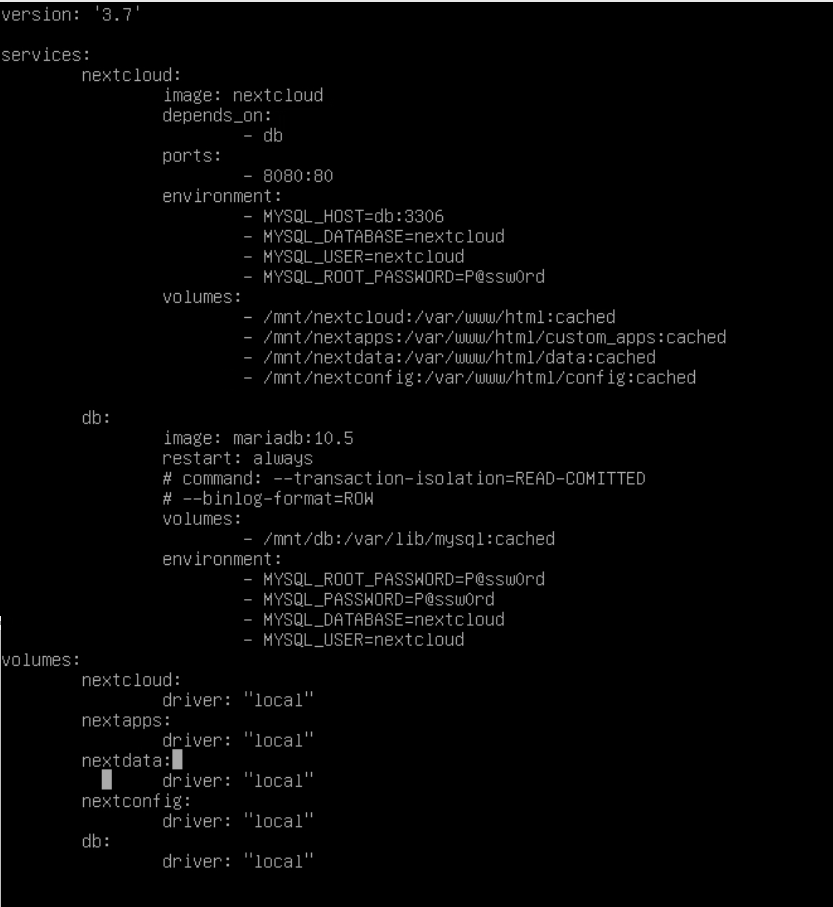 version: '3.7'
services:
nextcloud:
image: nextcloud
depends_on:
- db
ports:
- 8080:80
environment:
- MYSQL_HOST=db:3306
- MYSQL_DATABASE=nextcloud
- MYSQL_USER=nextcloud
- MYSQL_ROOT_PASSWORD=P@ssw0rd
volumes:
- /mnt/nextcloud:/var/www/html:cached
- /mnt/nextapps:/var/www/html/custom_apps:cached
- /mnt/nextdata:/var/www/html/data:cached
- /mnt/nextconfig:/var/www/html/config:cached
db:
image: mariadb:10.5
restart: always
# command: --transaction-isolation=READ-COMITTED
# --binlog-format=ROW
volumes:
- /mnt/db:/var/lib/mysql:cached
environment:
- MYSQL_ROOT_PASSWORD=P@ssw0rd
- MYSQL_PASSWORD=P@ssw0rd
- MYSQL_DATABASE=nextcloud
- MYSQL_USER=nextcloud
volumes:
nextcloud:
driver: "local"
nextapps:
driver: "local"
nextdata:
driver: "local"
nextconfig:
driver: "local"
db:
driver: "local"